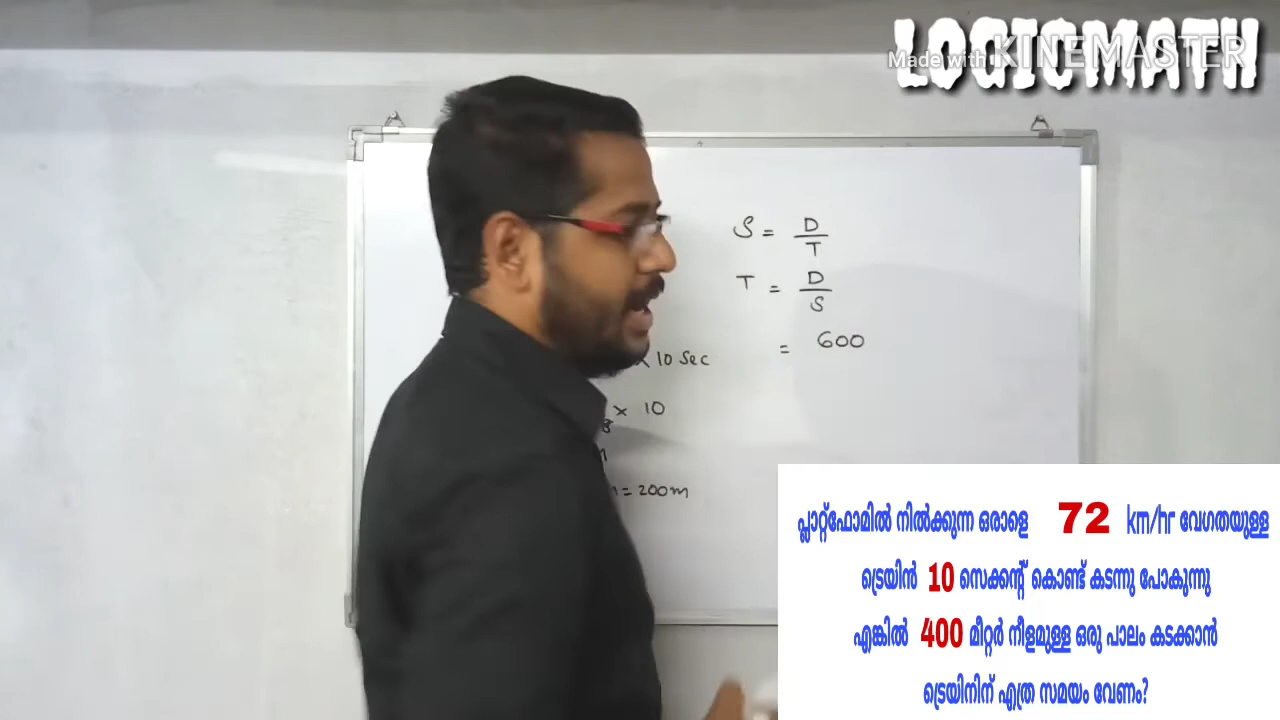 LOGICMATH
Made with KINEMASTER
S = D/T
T = D/S
= 600
x 10 Sec
x 10
= 200m
പ്ലാറ്റ്ഫോമിൽ നിൽക്കുന്ന ഒരാളെ 72 km/hr വേഗതയുള്ള
ട്രെയിൻ 10 സെക്കന്റ് കൊണ്ട് കടന്നു പോകുന്നു
എങ്കിൽ 400 മീറ്റർ നീളമുള്ള ഒരു പാലം കടക്കാൻ
ട്രെയിനിന് എത്ര സമയം വേണം?